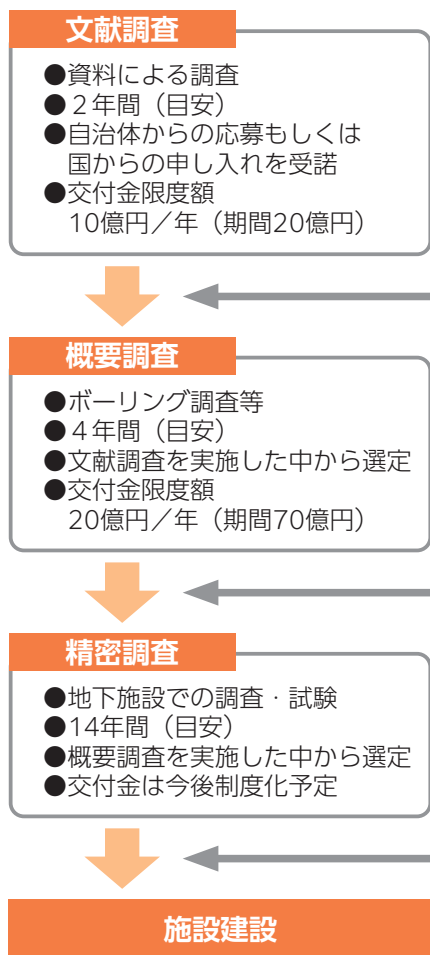 文献調査
●資料による調査
●２年間（目安）
●自治体からの応募もしくは
国からの申し入れを受諾
●交付金限度額
10億円／年（期間20億円）
概要調査
●ボーリング調査等
●４年間（目安）
●文献調査を実施した中から選定
●交付金限度額
20億円／年（期間70億円）
精密調査
●地下施設での調査・試験
●14年間（目安）
●概要調査を実施した中から選定
●交付金は今後制度化予定
施設建設